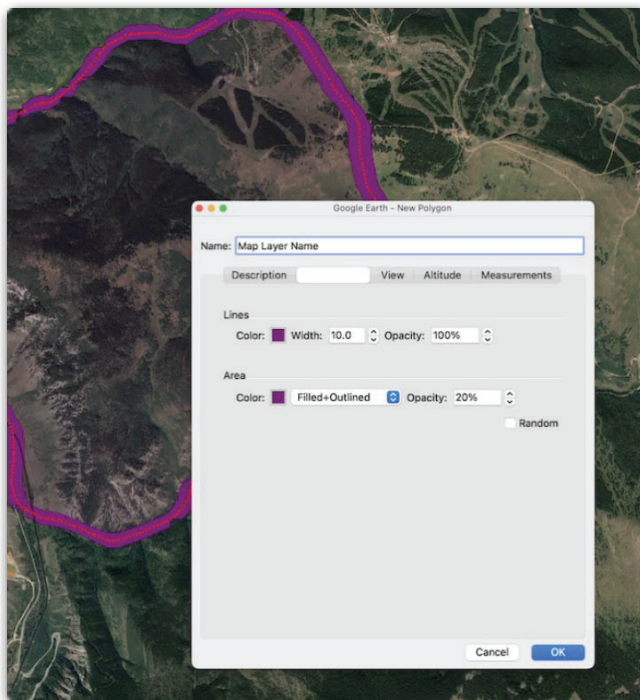 Google Earth - New Polygon
Name: Map Layer Name
Description View Altitude Measurements
Lines
Color: Width: 10.0 Opacity: 100%
Area
Color: Filled+Outlined Opacity: 20%
Random
Cancel OK